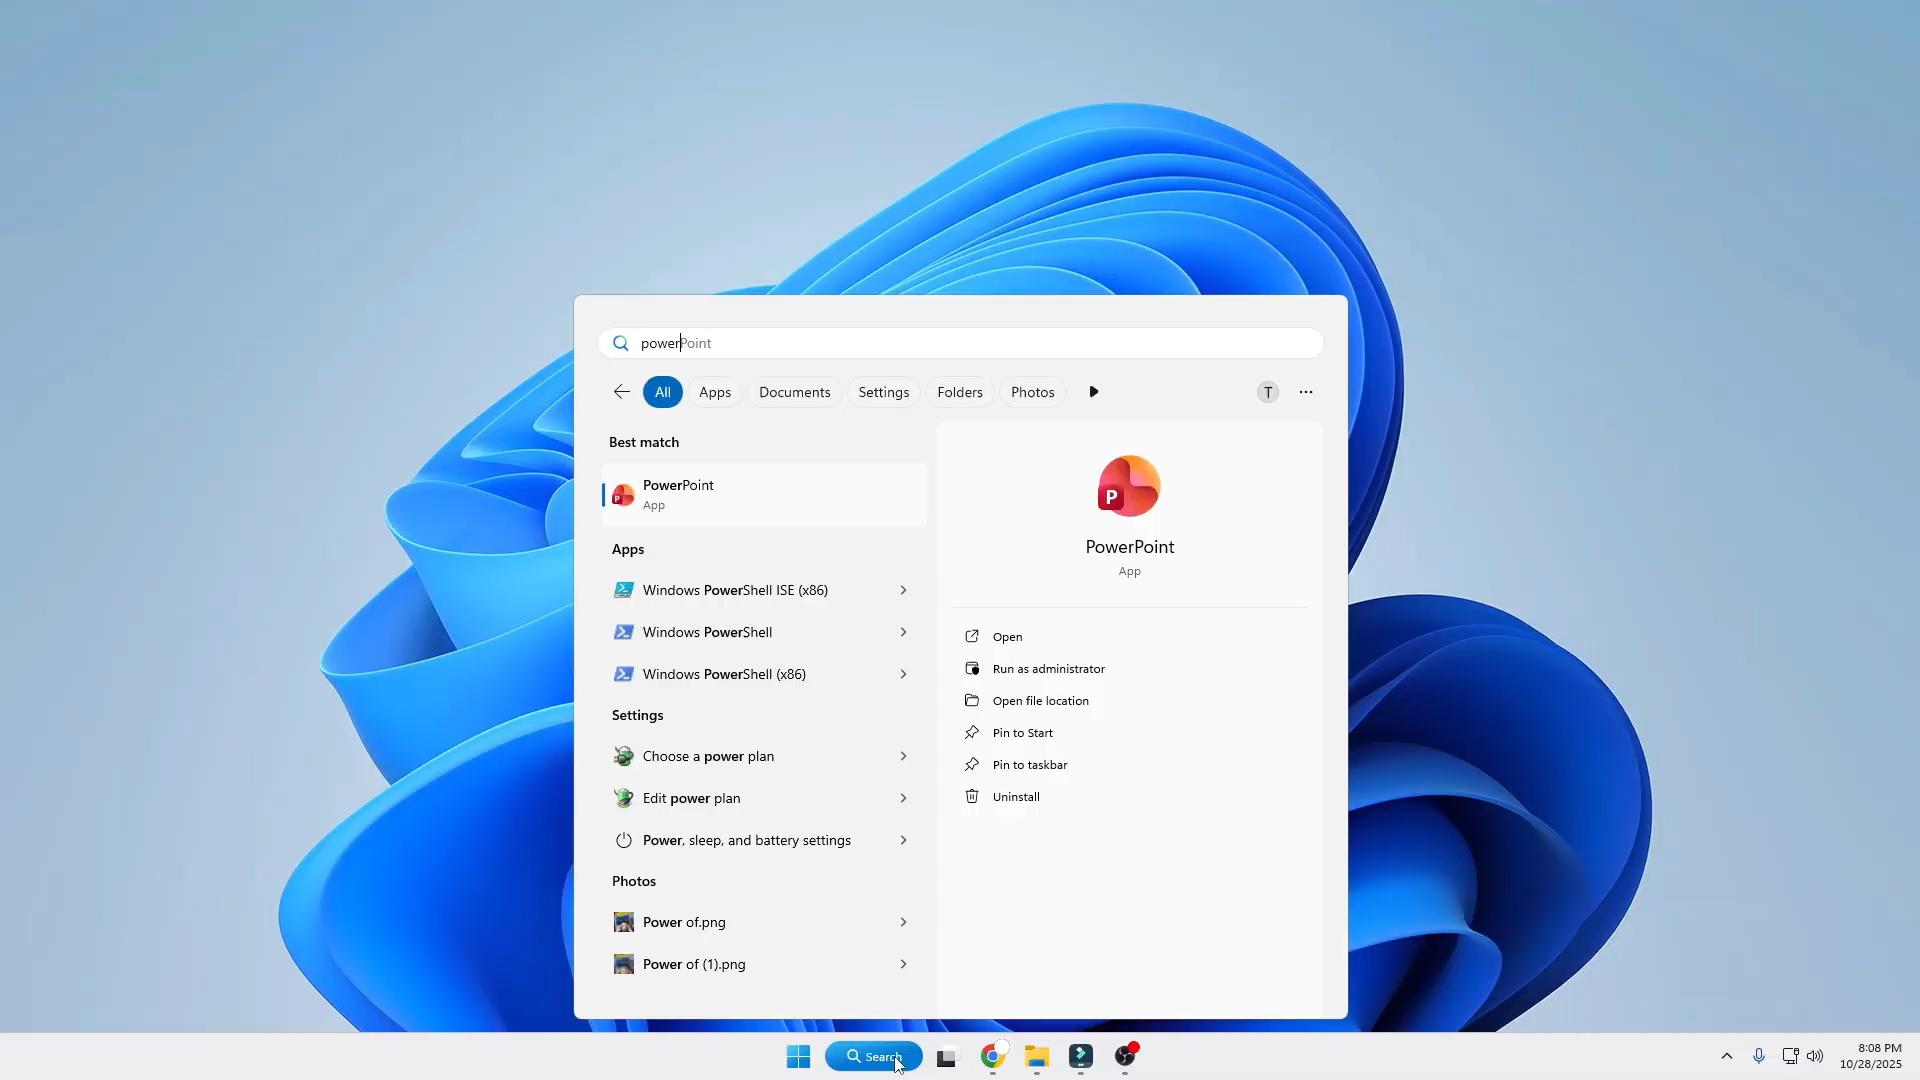 powerPoint
All
Apps
Documents
Settings
Folders
Photos
T
Best match
PowerPoint
App
Apps
Windows PowerShell ISE (x86)
Windows PowerShell
Windows PowerShell (x86)
Settings
Choose a power plan
Edit power plan
Power, sleep, and battery settings
Photos
Power of.png
Power of (1).png
P
PowerPoint
App
Open
Run as administrator
Open file location
Pin to Start
Pin to taskbar
Uninstall
Search
8:08 PM
10/28/2025